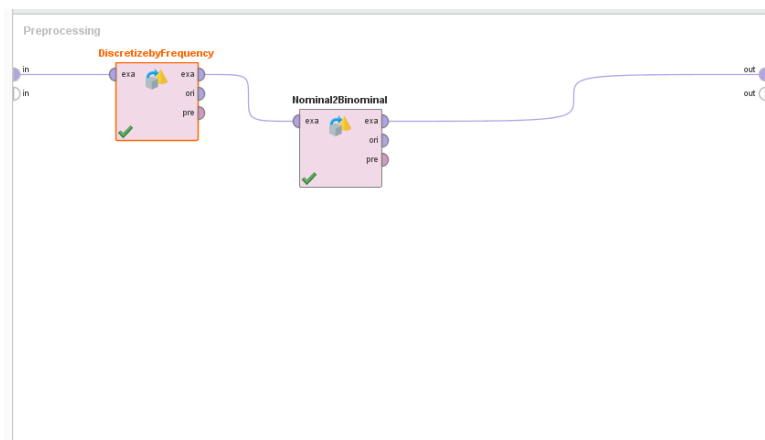 Preprocessing
DiscretizebyFrequency
in
exa
exa
out
in
ori
out
pre
Nominal2Binominal
exa
exa
ori
pre